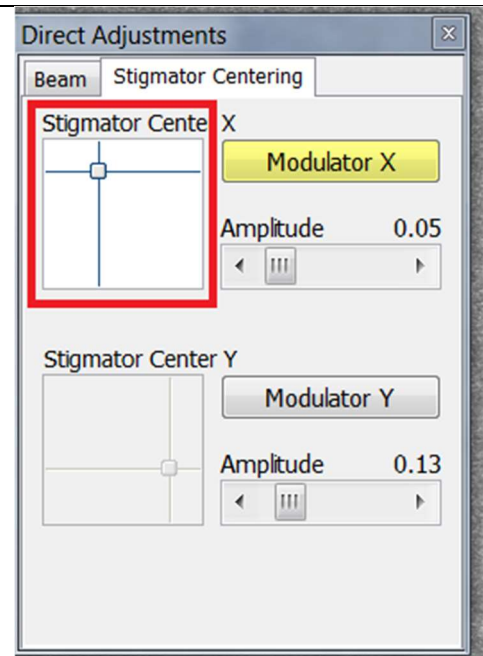 Direct Adjustments
Beam Stigmator Centering
Stigmator Cente X
Modulator X
Amplitude 0.05
Stigmator Center Y
Modulator Y
Amplitude 0.13